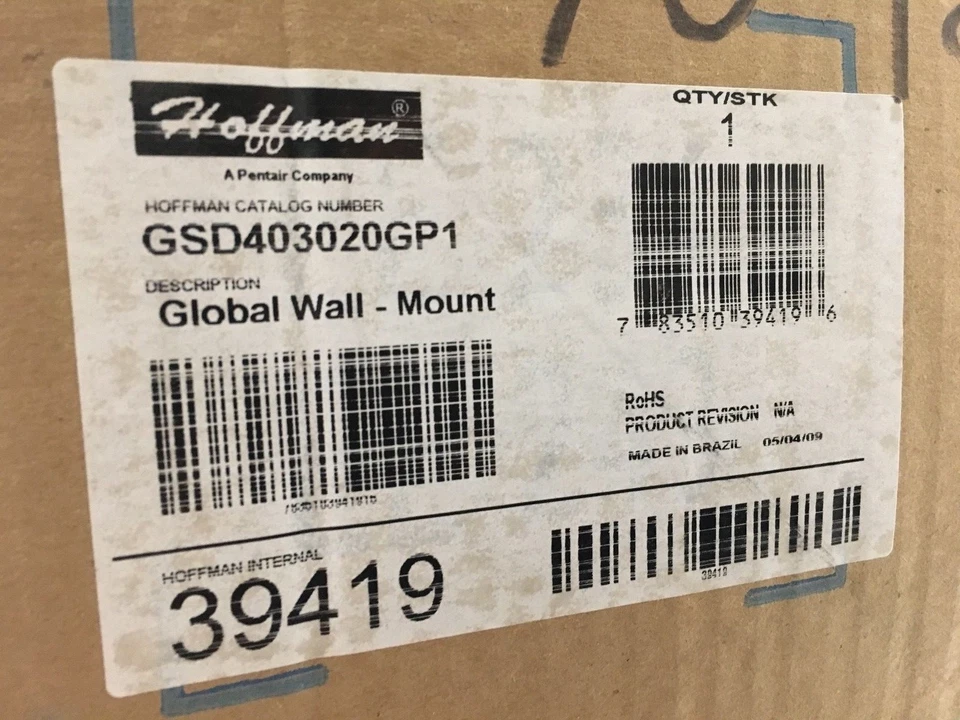 Hoffman®
A Pentair Company
HOFFMAN CATALOG NUMBER
GSD403020GP1
DESCRIPTION
Global Wall - Mount
QTY/STK
1
7 83510 39419 6
RoHS
PRODUCT REVISION N/A
MADE IN BRAZIL 05/04/09
HOFFMAN INTERNAL
39419
39419